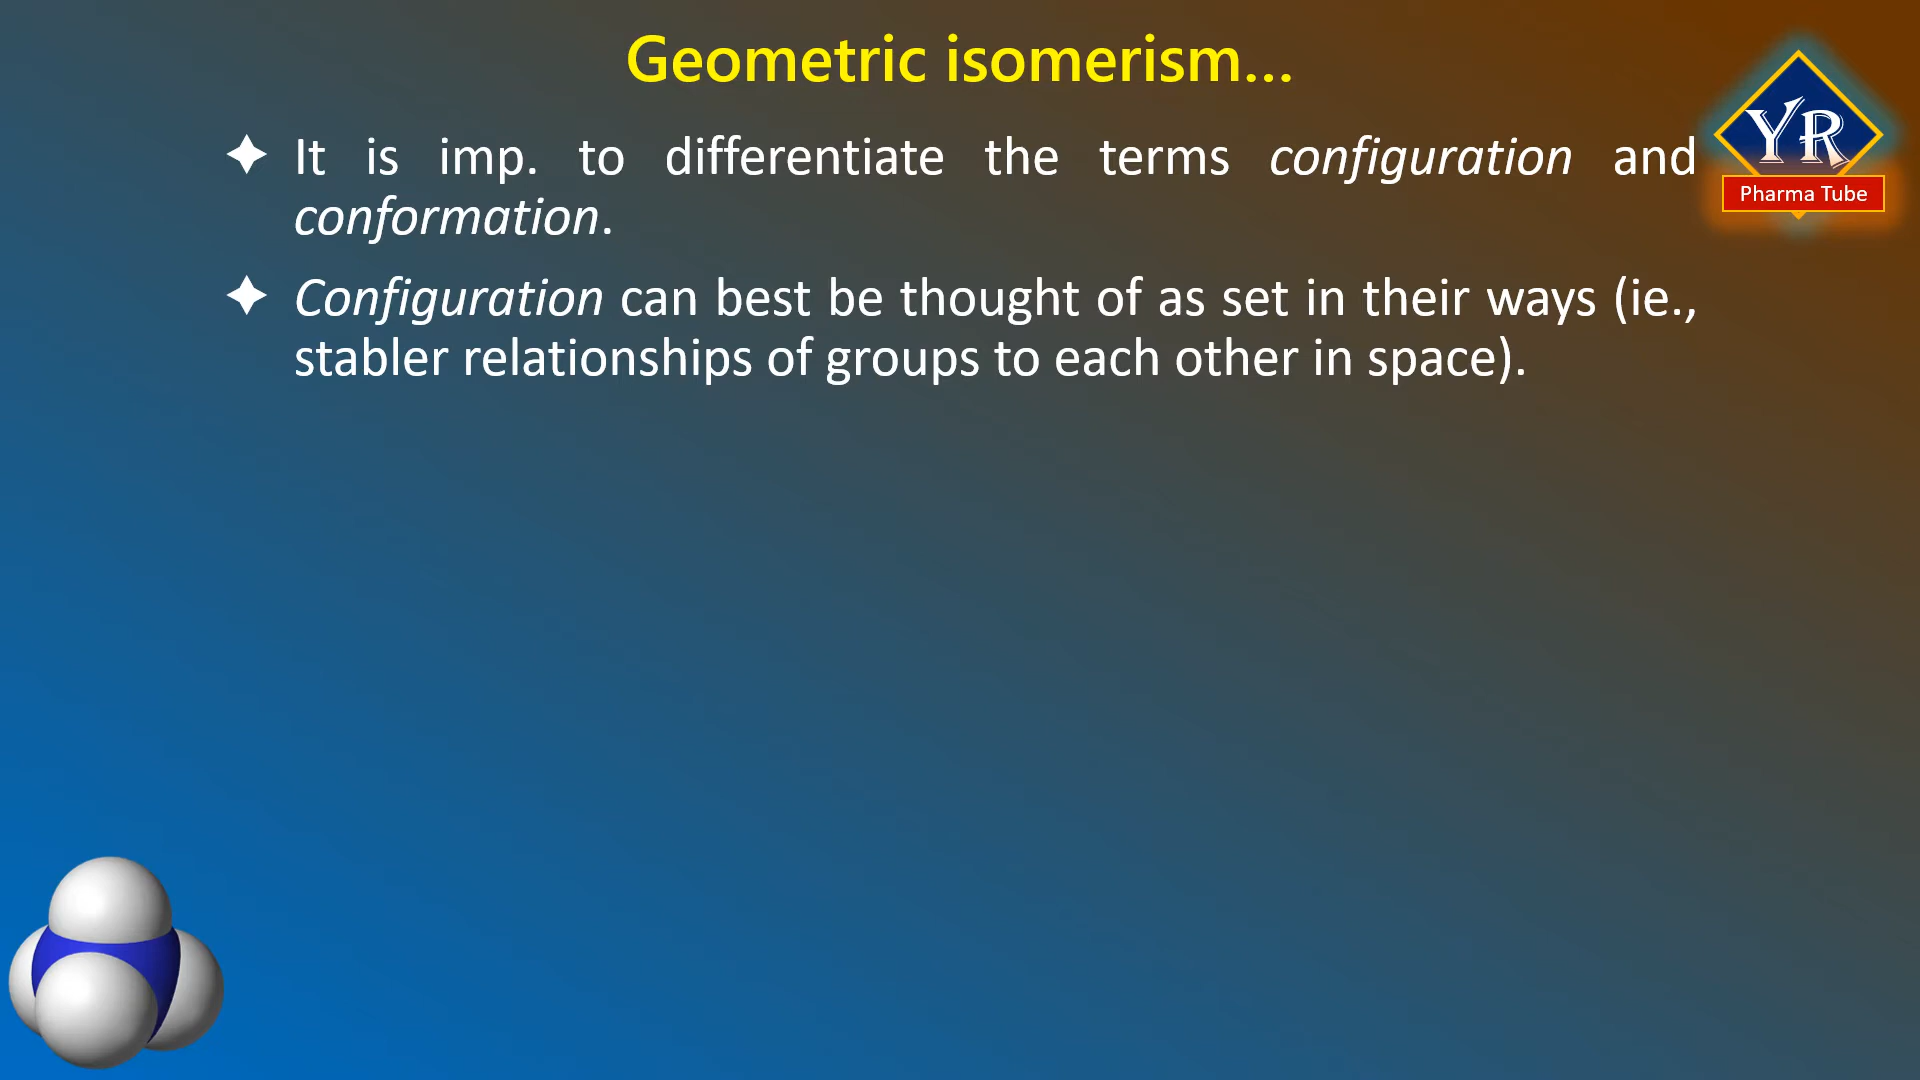 Geometric isomerism...
It is imp. to differentiate the terms configuration and
conformation.
Configuration can best be thought of as set in their ways (ie.,
stabler relationships of groups to each other in space).
YR
Pharma Tube